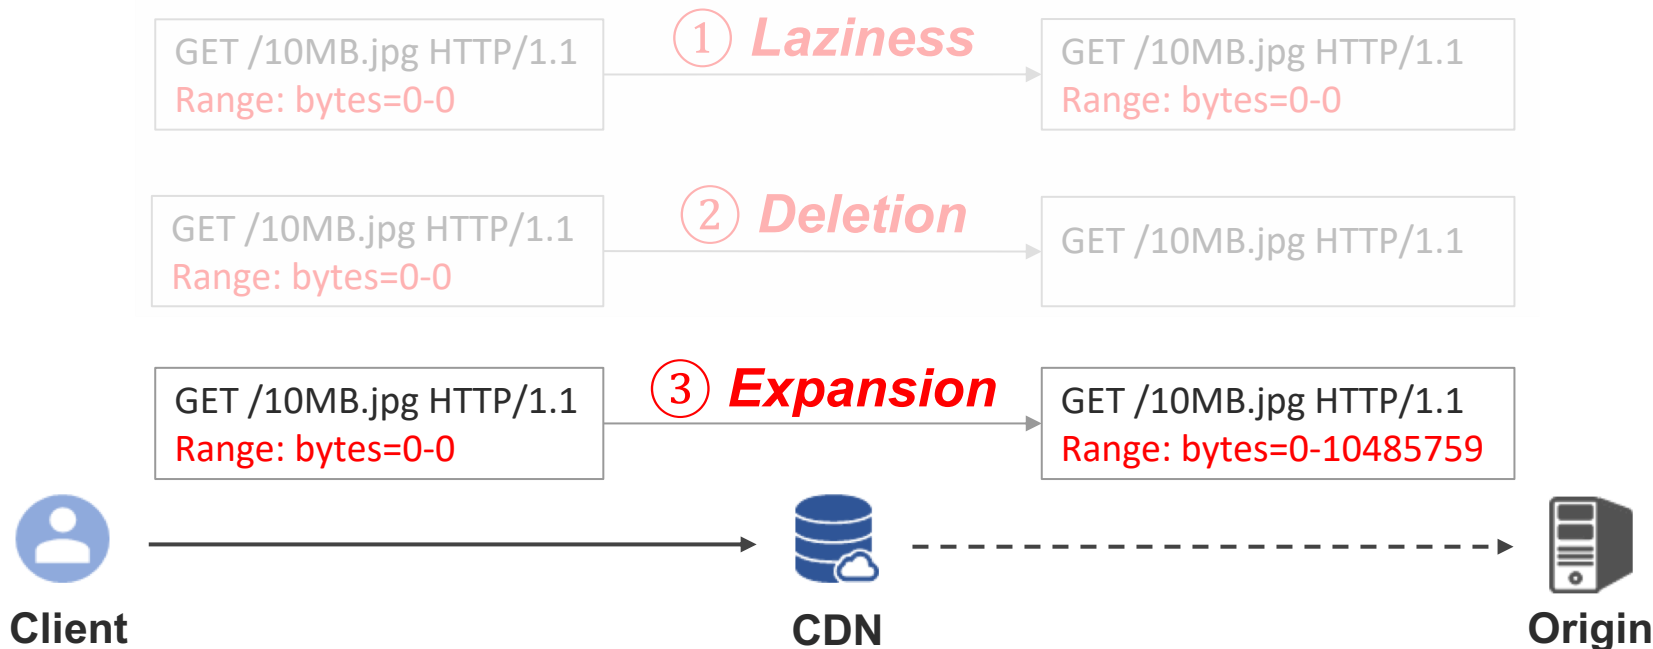 ① Laziness
GET /10MB.jpg HTTP/1.1
Range: bytes=0-0
GET /10MB.jpg HTTP/1.1
Range: bytes=0-0
② Deletion
GET /10MB.jpg HTTP/1.1
Range: bytes=0-0
GET /10MB.jpg HTTP/1.1
③ Expansion
GET /10MB.jpg HTTP/1.1
Range: bytes=0-0
GET /10MB.jpg HTTP/1.1
Range: bytes=0-10485759
Client
CDN
Origin